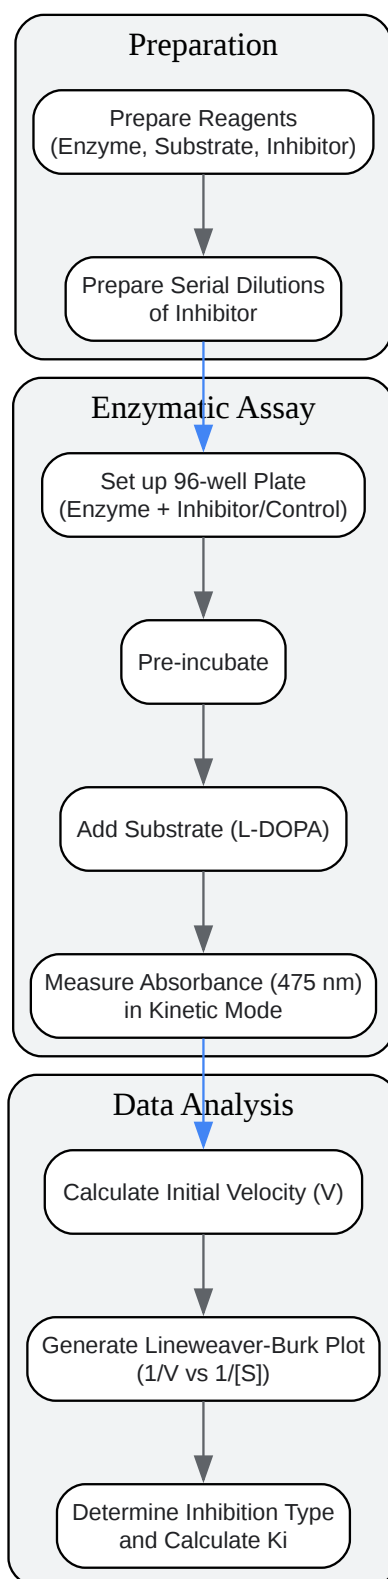 Preparation
Prepare Reagents
(Enzyme, Substrate, Inhibitor)
Prepare Serial Dilutions
of Inhibitor
Enzymatic Assay
Set up 96-well Plate
(Enzyme + Inhibitor/Control)
Pre-incubate
Add Substrate (L-DOPA)
Measure Absorbance (475 nm)
in Kinetic Mode
Data Analysis
Calculate Initial Velocity (V)
Generate Lineweaver-Burk Plot
(1/V vs 1/[S])
Determine Inhibition Type
and Calculate Ki